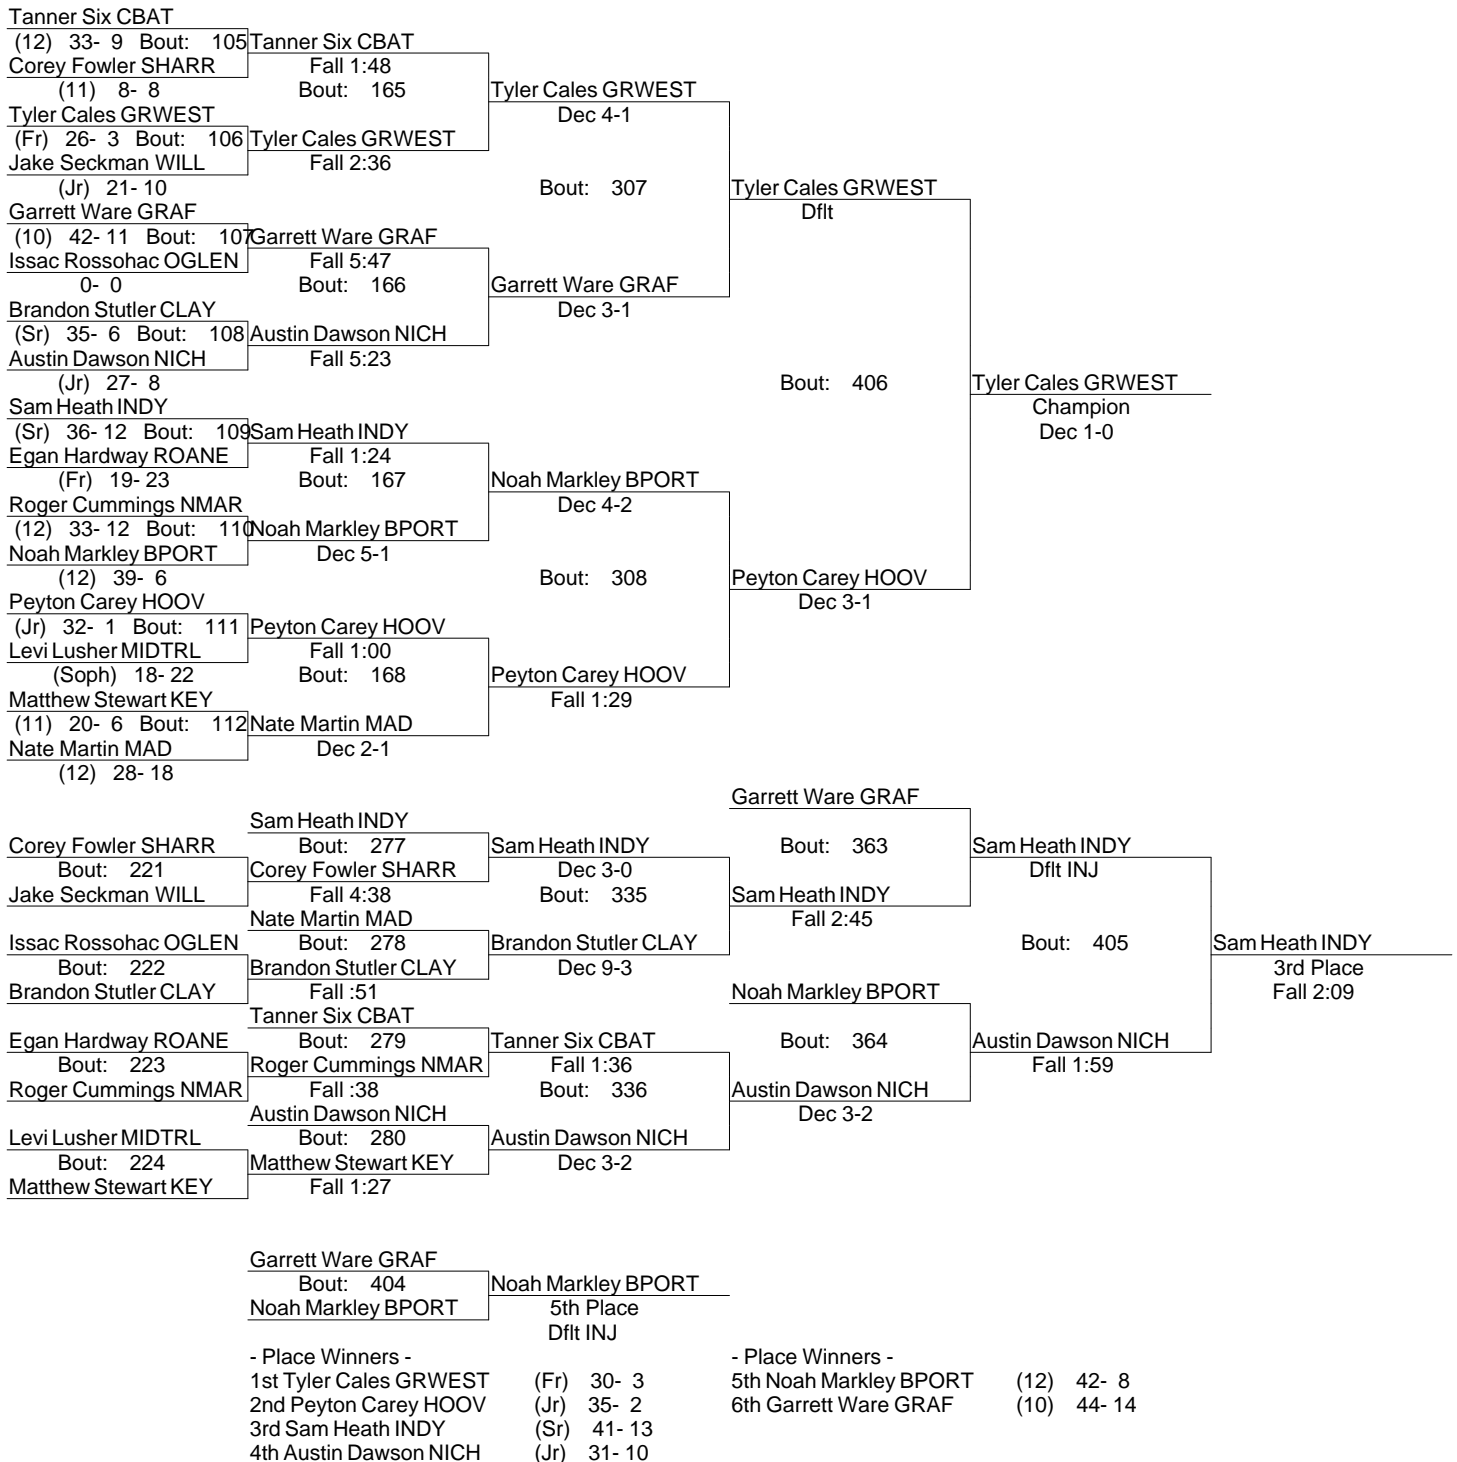 Tanner Six CBAT
(12) 33- 9 Bout: 105 Tanner Six CBAT
Corey Fowler SHARR Fall 1:48
(11) 8- 8 Bout: 165 Tyler Cales GRWEST
Tyler Cales GRWEST Dec 4-1
(Fr) 26- 3 Bout: 106 Tyler Cales GRWEST
Jake Seckman WILL Fall 2:36
(Jr) 21- 10 Bout: 307 Tyler Cales GRWEST
Garrett Ware GRAF Dflt
(10) 42- 11 Bout: 107 Garrett Ware GRAF
Issac Rossohac OGLEN Fall 5:47
0- 0 Bout: 166 Garrett Ware GRAF
Brandon Stutler CLAY Dec 3-1
(Sr) 35- 6 Bout: 108 Austin Dawson NICH
Austin Dawson NICH Fall 5:23
(Jr) 27- 8 Bout: 406 Tyler Cales GRWEST
Sam Heath INDY Champion
(Sr) 36- 12 Bout: 109 Sam Heath INDY Dec 1-0
Egan Hardway ROANE Fall 1:24
(Fr) 19- 23 Bout: 167 Noah Markley BPORT
Roger Cummings NMAR Dec 4-2
(12) 33- 12 Bout: 110 Noah Markley BPORT
Noah Markley BPORT Dec 5-1
(12) 39- 6 Bout: 308 Peyton Carey HOOV
Peyton Carey HOOV Dec 3-1
(Jr) 32- 1 Bout: 111 Peyton Carey HOOV
Levi Lusher MIDTRL Fall 1:00
(Soph) 18- 22 Bout: 168 Peyton Carey HOOV
Matthew Stewart KEY Fall 1:29
(11) 20- 6 Bout: 112 Nate Martin MAD
Nate Martin MAD Dec 2-1
(12) 28- 18
Garrett Ware GRAF
Sam Heath INDY
Corey Fowler SHARR Bout: 277 Sam Heath INDY Bout: 363 Sam Heath INDY
Bout: 221 Corey Fowler SHARR Dec 3-0 Dflt INJ
Jake Seckman WILL Fall 4:38 Bout: 335 Sam Heath INDY
Nate Martin MAD Fall 2:45
Issac Rossohac OGLEN Bout: 278 Brandon Stutler CLAY Bout: 405 Sam Heath INDY
Bout: 222 Brandon Stutler CLAY Dec 9-3 3rd Place
Brandon Stutler CLAY Fall :51 Noah Markley BPORT Fall 2:09
Tanner Six CBAT
Egan Hardway ROANE Bout: 279 Tanner Six CBAT Bout: 364 Austin Dawson NICH
Bout: 223 Roger Cummings NMAR Fall 1:36 Fall 1:59
Roger Cummings NMAR Fall :38 Bout: 336 Austin Dawson NICH
Austin Dawson NICH Dec 3-2
Levi Lusher MIDTRL Bout: 280 Austin Dawson NICH
Bout: 224 Matthew Stewart KEY Dec 3-2
Matthew Stewart KEY Fall 1:27
Garrett Ware GRAF
Bout: 404 Noah Markley BPORT
Noah Markley BPORT 5th Place
Dflt INJ
- Place Winners - - Place Winners -
1st Tyler Cales GRWEST (Fr) 30- 3 5th Noah Markley BPORT (12) 42- 8
2nd Peyton Carey HOOV (Jr) 35- 2 6th Garrett Ware GRAF (10) 44- 14
3rd Sam Heath INDY (Sr) 41- 13
4th Austin Dawson NICH (Jr) 31- 10